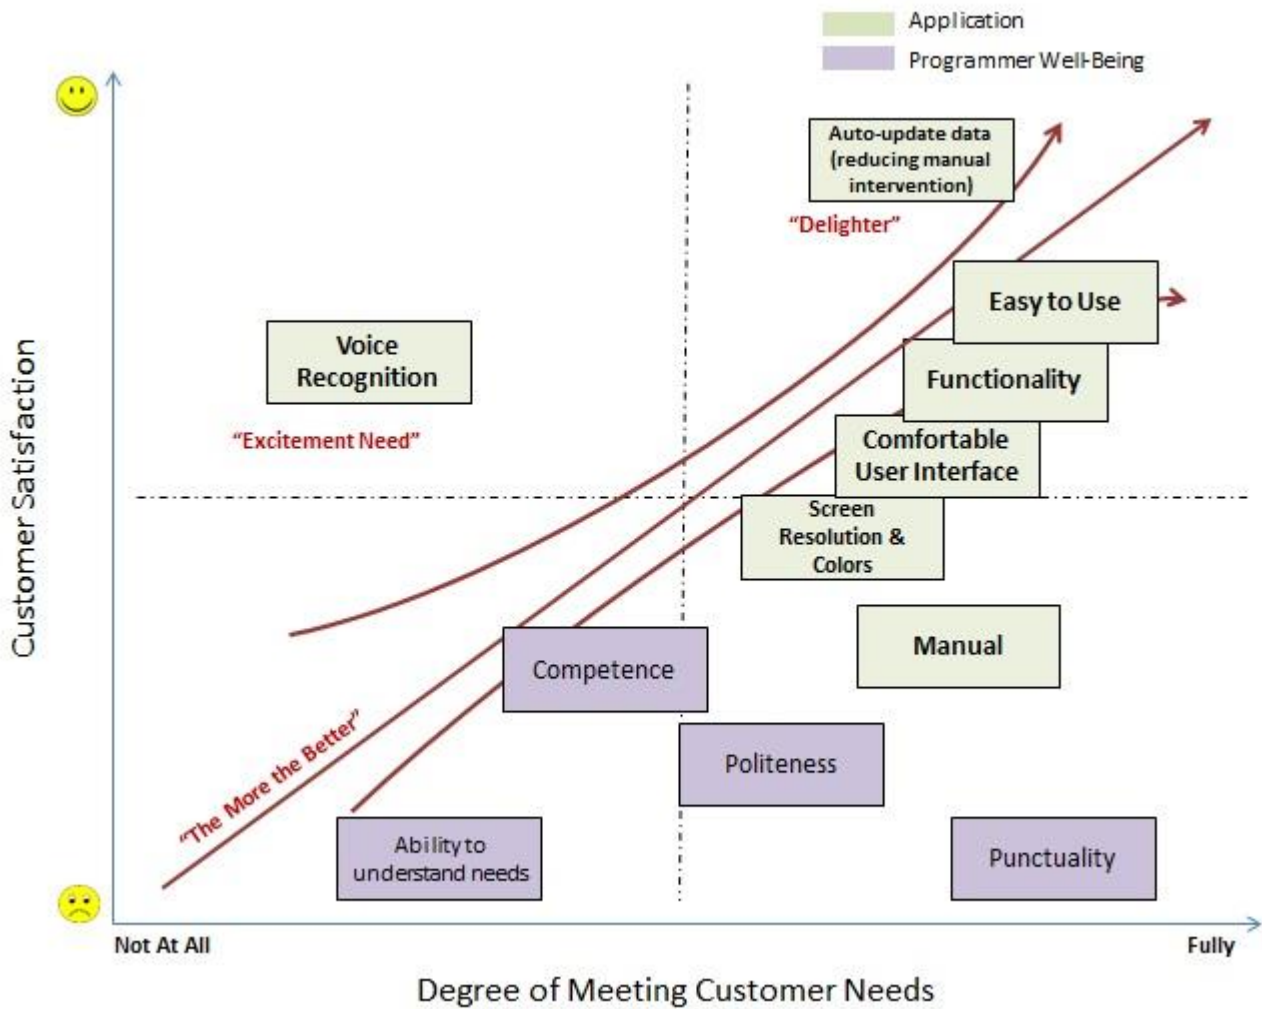 Application
Programmer Well-Being
Auto-update data
(reducing manual
intervention)
“Delighter”
Easy to Use
Voice
Recognition
Functionality
“Excitement Need”
Comfortable
User Interface
Screen
Resolution &
Colors
Customer Satisfaction
Manual
Competence
Politeness
“The More the Better”
Ability to
understand needs
Punctuality
Not At All
Fully
Degree of Meeting Customer Needs